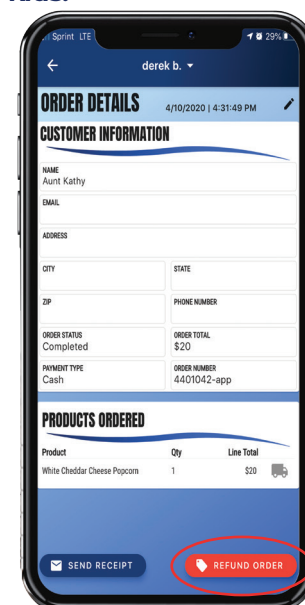 Sprint LTE 29%
derek b.
ORDER DETAILS 4/10/2020 | 4:31:49 PM
CUSTOMER INFORMATION
NAME
Aunt Kathy
EMAIL
ADDRESS
CITY STATE
ZIP PHONE NUMBER
ORDER STATUS ORDER TOTAL
Completed $20
PAYMENT TYPE ORDER NUMBER
Cash 4401042-app
PRODUCTS ORDERED
Product Qty Line Total
White Cheddar Cheese Popcorn 1 $20
SEND RECEIPT REFUND ORDER